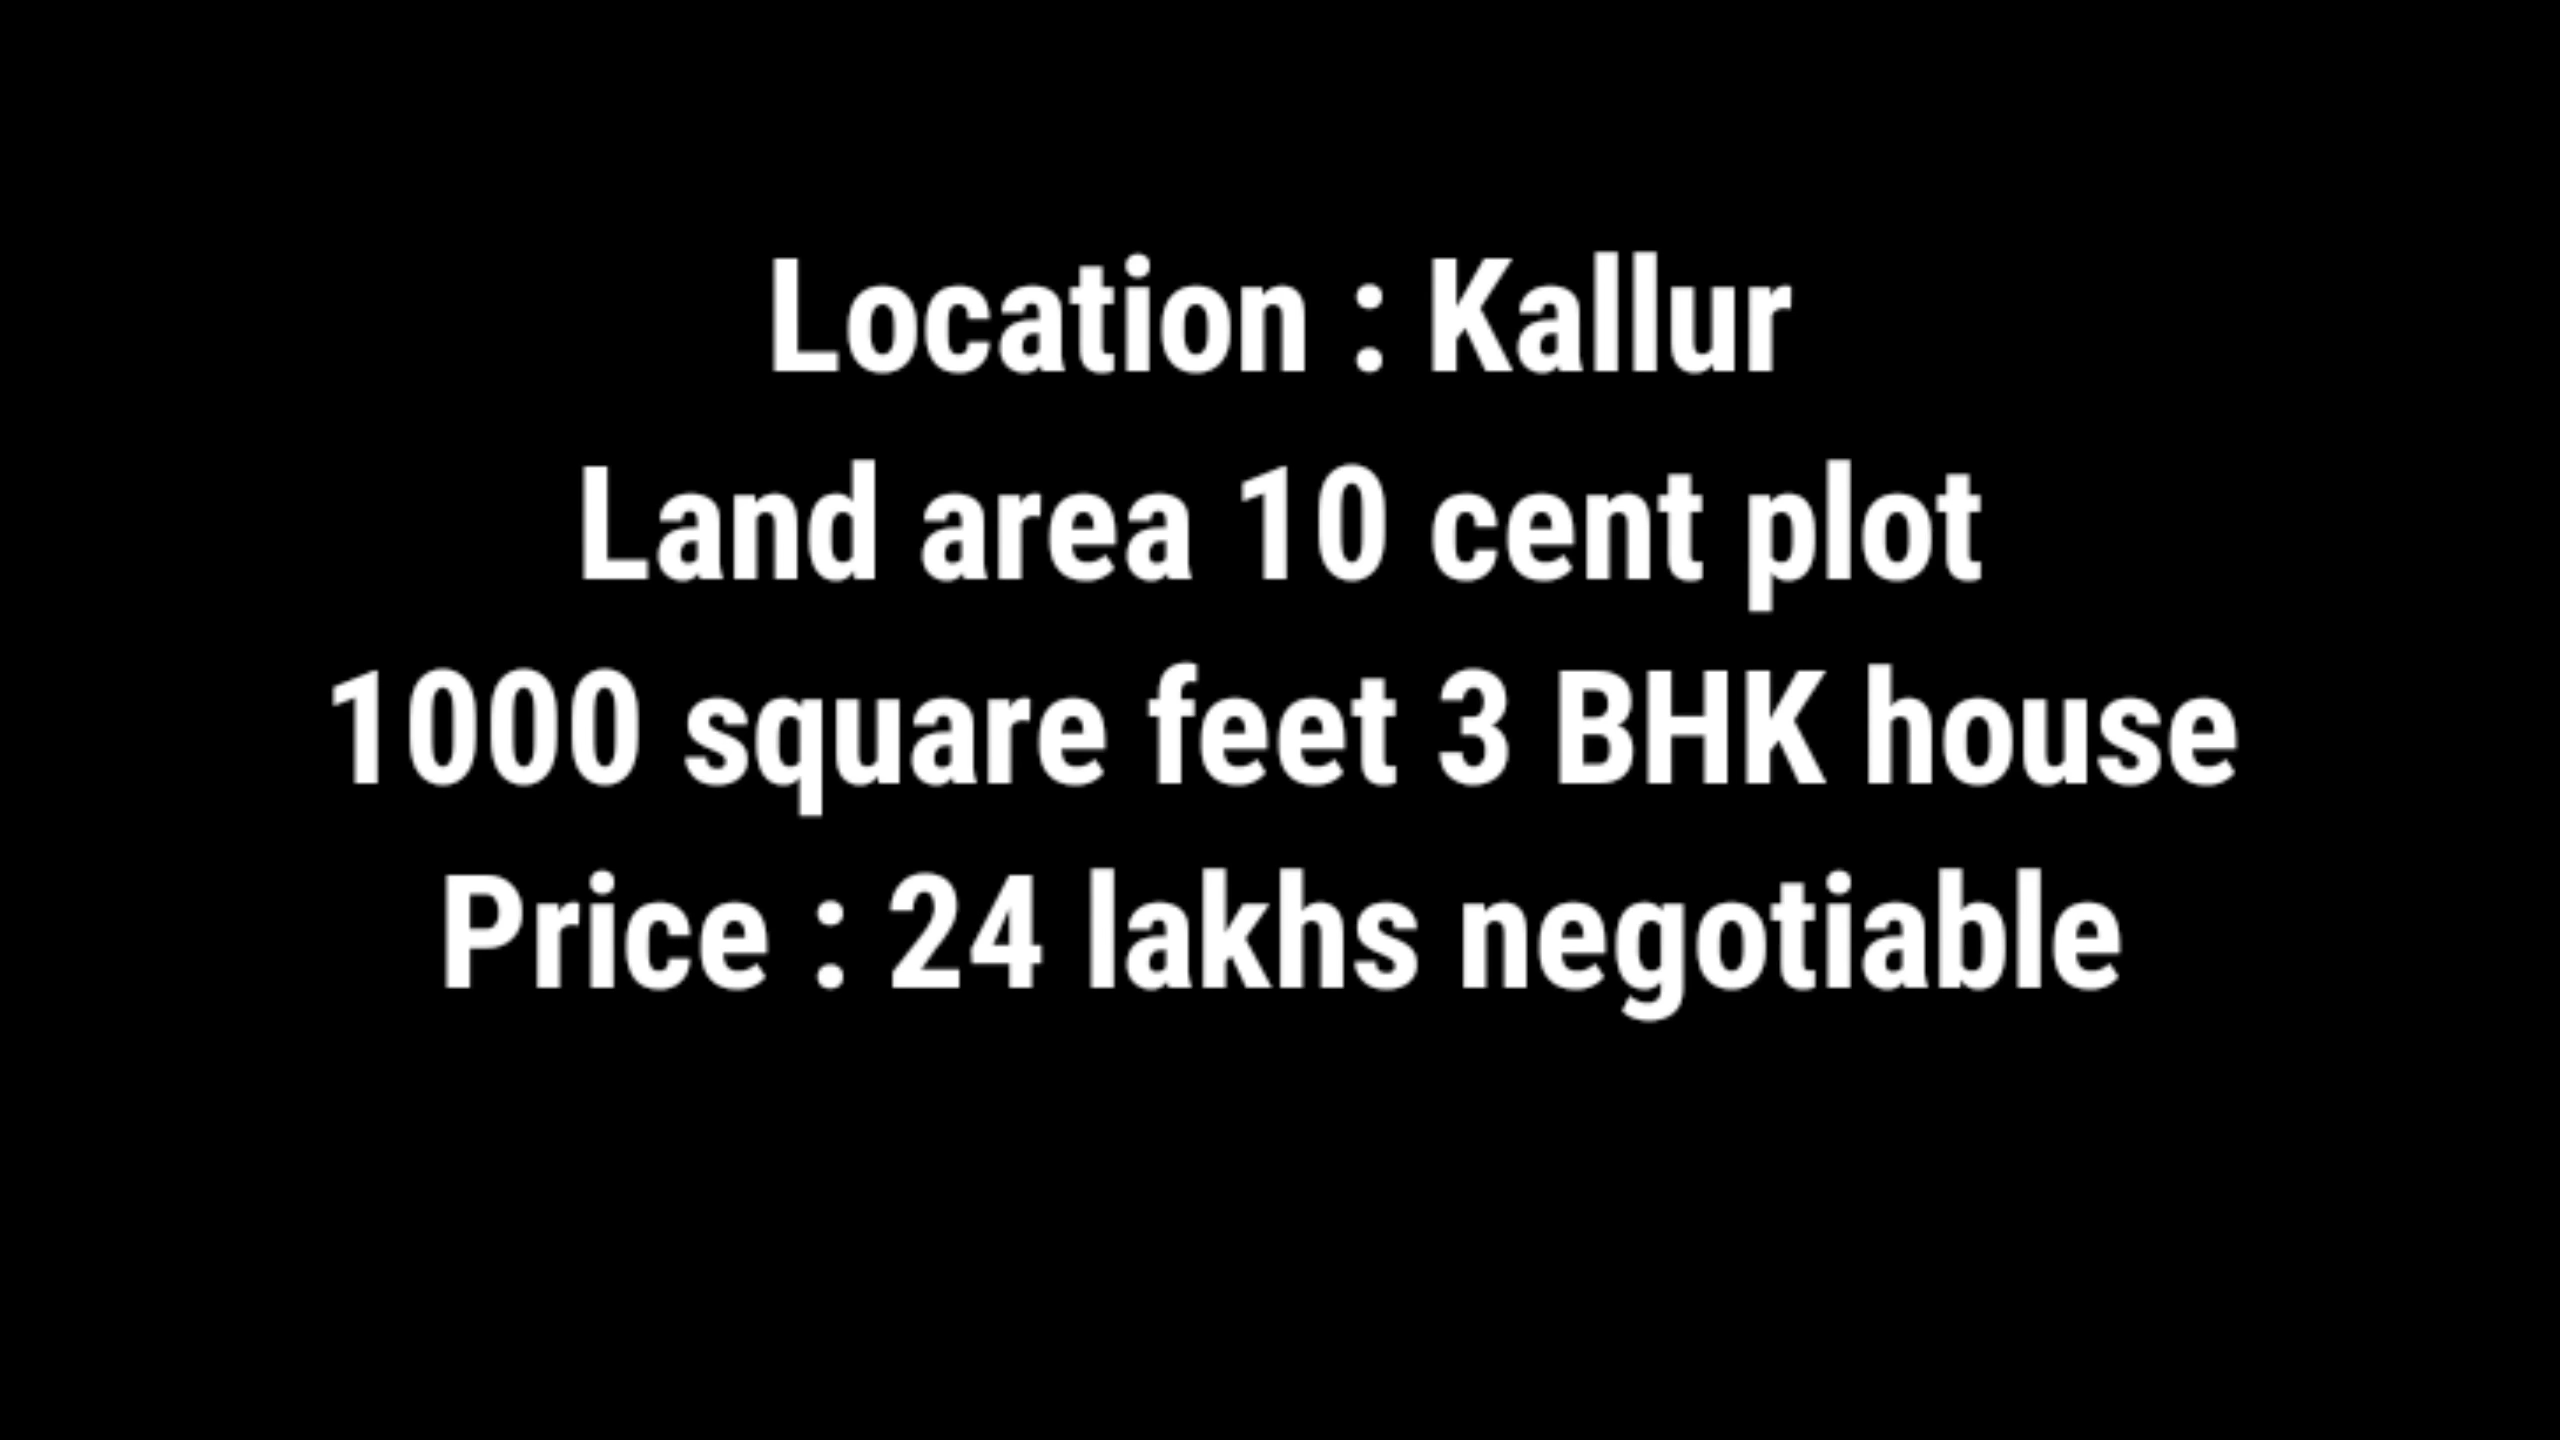 Location : Kallur
Land area 10 cent plot
1000 square feet 3 BHK house
Price : 24 lakhs negotiable